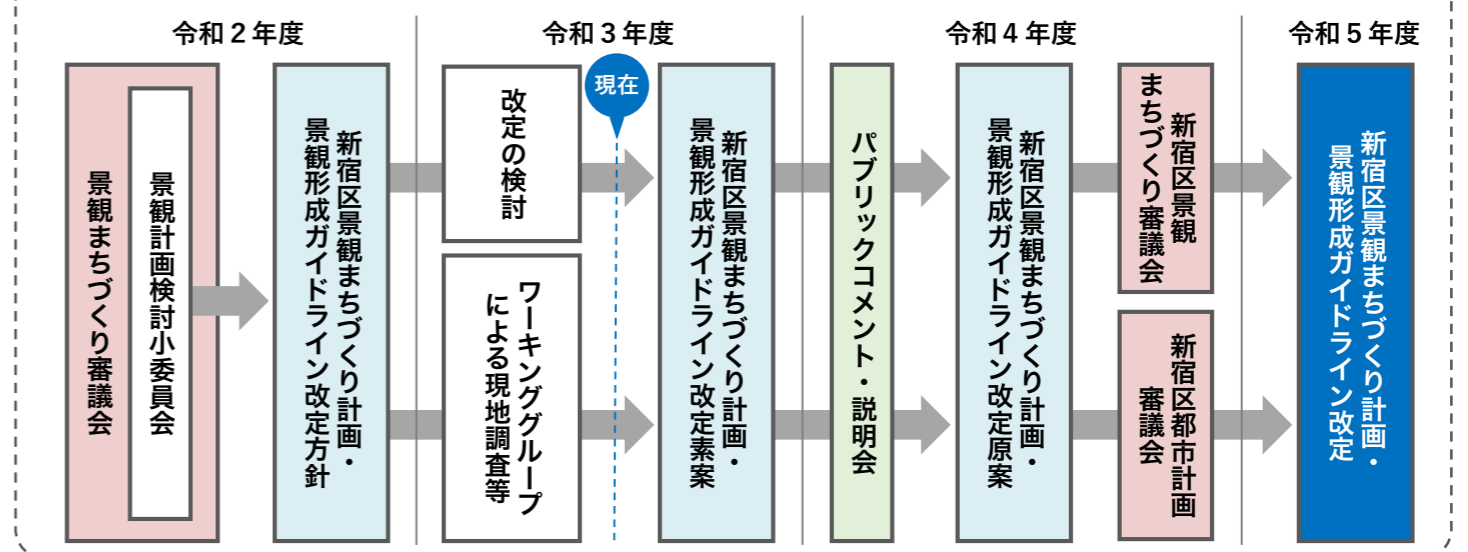 令和２年度
令和３年度
令和４年度
令和５年度
景観まちづくり審議会
景観計画検討小委員会
新宿区景観まちづくり計画・
景観形成ガイドライン改定方針
改定の検討
ワーキンググループ
による現地調査等
現在
新宿区景観まちづくり計画・
景観形成ガイドライン改定素案
パブリックコメント・説明会
新宿区景観まちづくり計画・
景観形成ガイドライン改定原案
新宿区景観
まちづくり審議会
新宿区都市計画
審議会
新宿区景観まちづくり計画・
景観形成ガイドライン改定